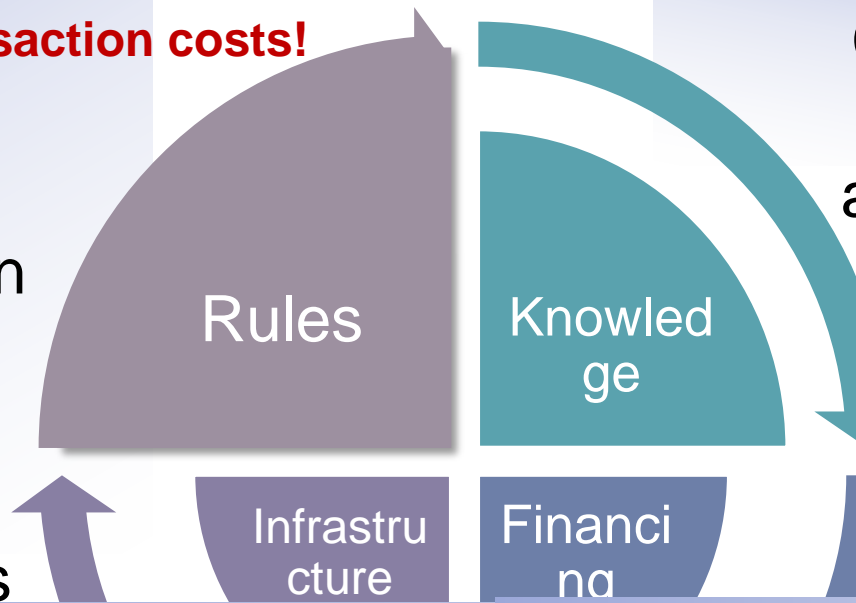 saction costs!
Rules
Knowled
ge
Infrastru
cture
Financi
ng